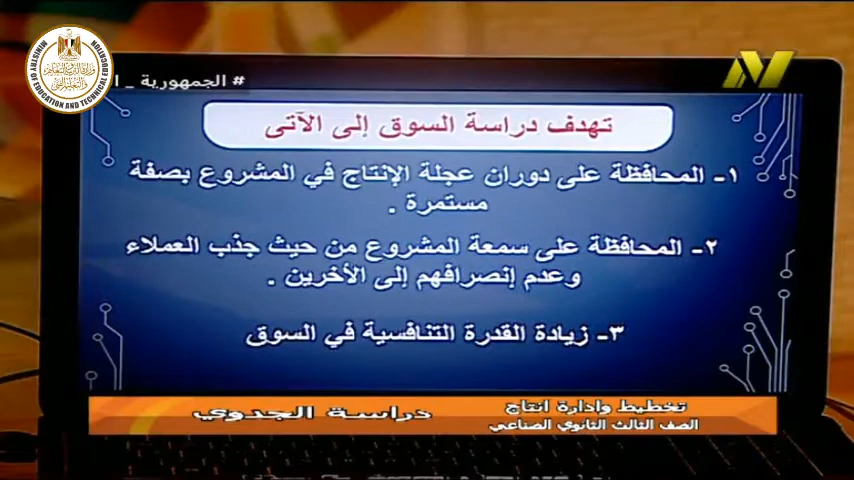 # الجمهورية _ ا
MINISTRY OF EDUCATION AND TECHNICAL EDUCATION
تهدف دراسة السوق إلى الآتى
١- المحافظة على دوران عجلة الإنتاج في المشروع بصفة
مستمرة .
٢- المحافظة على سمعة المشروع من حيث جذب العملاء
وعدم إنصرافهم إلى الأخرين .
٣- زيادة القدرة التنافسية في السوق
تخطيط وادارة انتاج
الصف الثالث الثانوي الصناعي
دراسة الجدوي